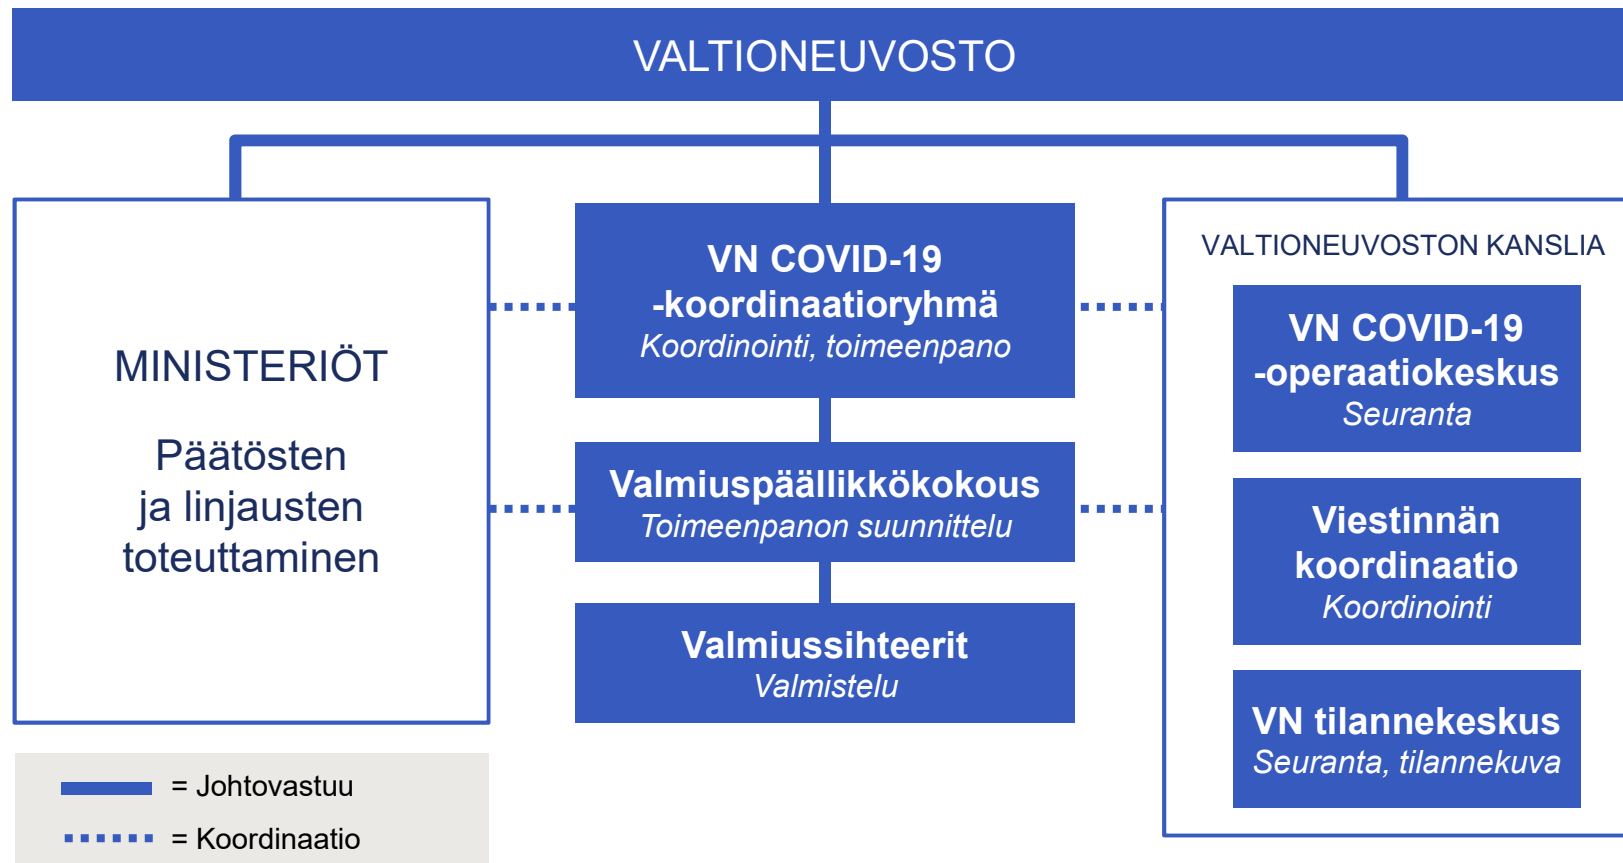 VALTIONEUVOSTO
MINISTERIÖT
Päätösten
ja linjausten
toteuttaminen
VN COVID-19
-koordinaatioryhmä
Koordinointi, toimeenpano
Valmiuspäällikkökokous
Toimeenpanon suunnittelu
Valmiussihteerit
Valmistelu
VALTIONEUVOSTON KANSLIA
VN COVID-19
-operaatiokeskus
Seuranta
Viestinnän
koordinaatio
Koordinointi
VN tilannekeskus
Seuranta, tilannekuva
= Johtovastuu
= Koordinaatio